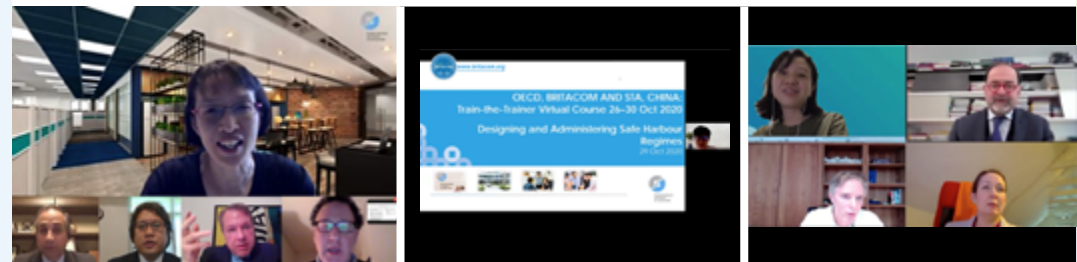 www.britacom.org
OECD, BRITACOM AND STA, CHINA:
Train-the-Trainer Virtual Course 26-30 Oct 2020
Designing and Administering Safe Harbour
Regimes
29 Oct 2020